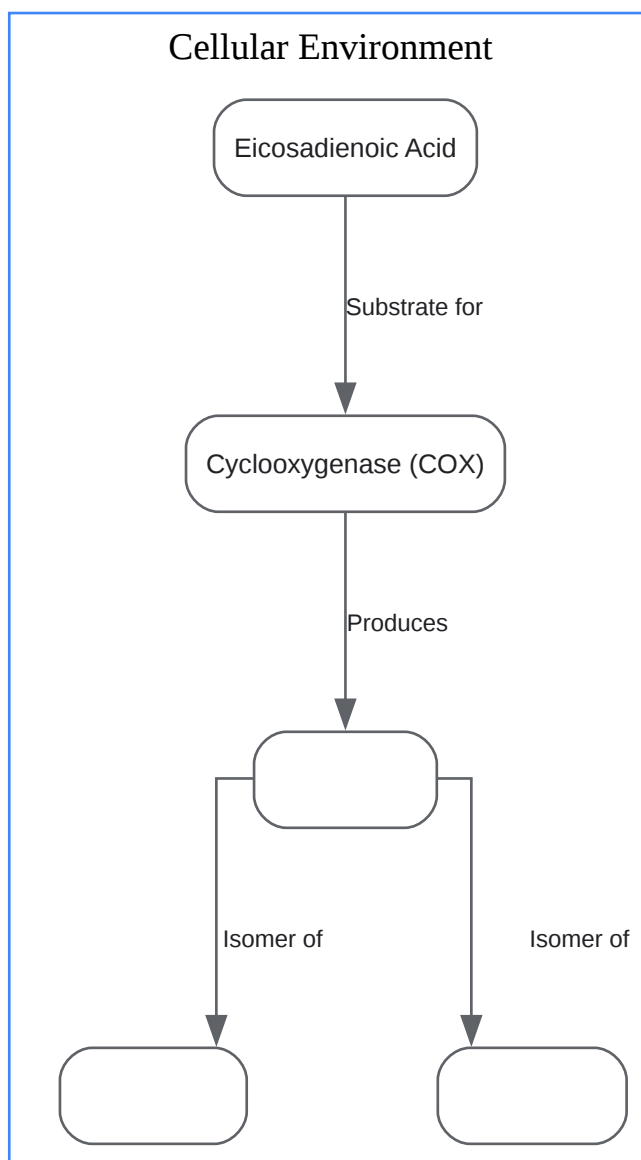 Cellular Environment
Eicosadienoic Acid
Substrate for
Cyclooxygenase (COX)
Produces
Isomer of
Isomer of